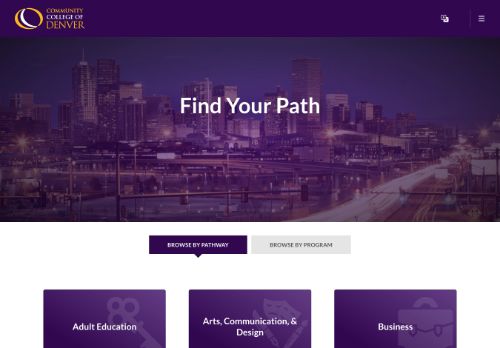 COMMUNITY
COLLEGE OF
DENVER
Find Your Path
BROWSE BY PATHWAY
BROWSE BY PROGRAM
Adult Education
Arts, Communication, &
Design
Business